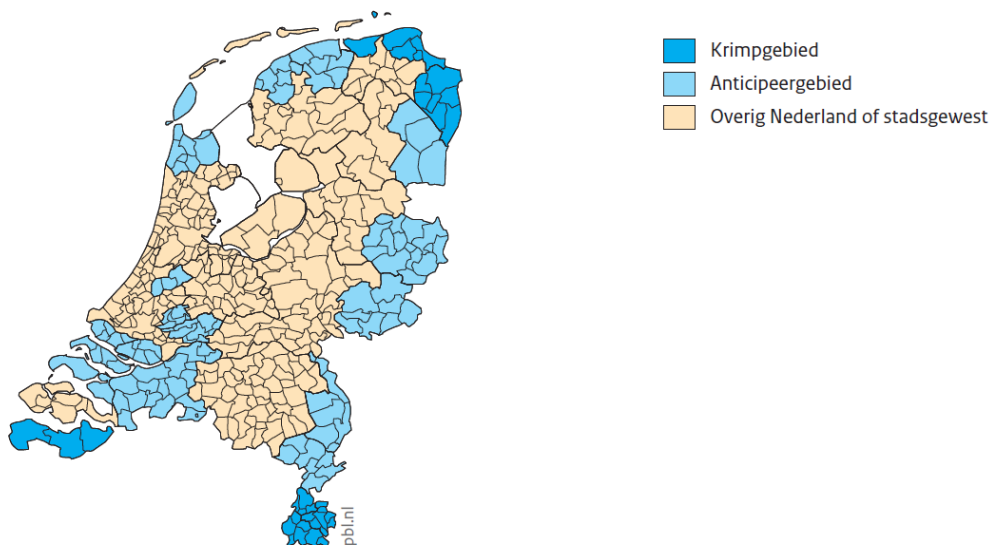 Krimpgebied
Anticipeergebied
Overig Nederland of stadsgewest
pbl.nl